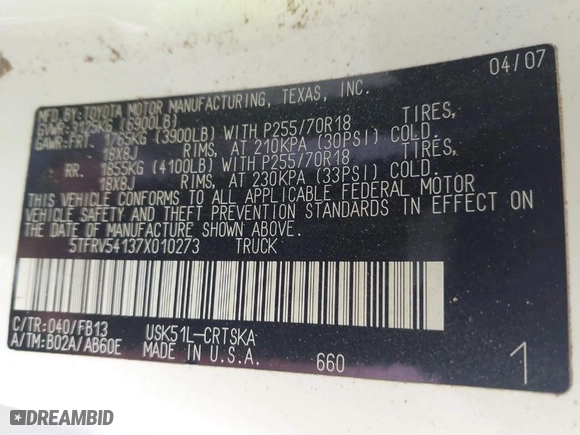 04/07
MFD. BY: TOYOTA MOTOR MANUFACTURING, TEXAS, INC.
GVWR: 3125KG (6900LB)
GAWR: FRT. 1765KG (3900LB) WITH P255/70R18 TIRES,
18X8J RIMS, AT 210KPA (30PSI) COLD.
RR. 1855KG (4100LB) WITH P255/70R18 TIRES,
18X8J RIMS, AT 230KPA (33PSI) COLD.
THIS VEHICLE CONFORMS TO ALL APPLICABLE FEDERAL MOTOR
VEHICLE SAFETY AND THEFT PREVENTION STANDARDS IN EFFECT ON
THE DATE OF MANUFACTURE SHOWN ABOVE.
5TFRV54137X010273 TRUCK
C/TR: 040/FB13 USK51L-CRTSKA
A/TM: B02A/AB60E MADE IN U.S.A. 660 1
DREAMBID